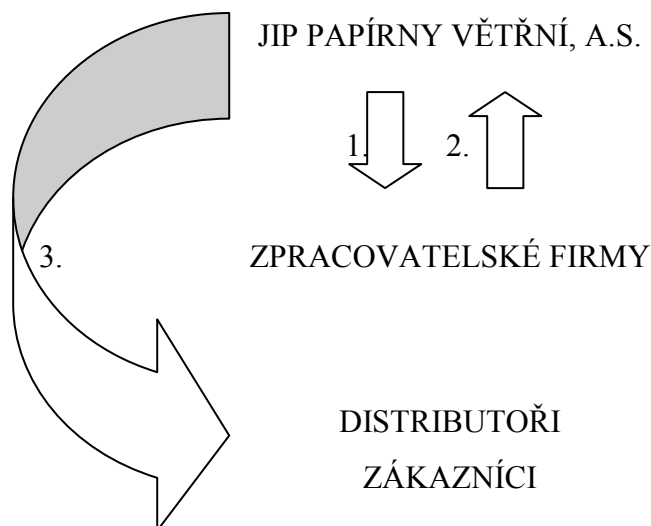 JIP PAPÍRNY VĚTŘNÍ, A.S.
1. 2.
3. ZPRACOVATELSKÉ FIRMY
DISTRIBUTOŘI
ZÁKAZNÍCI